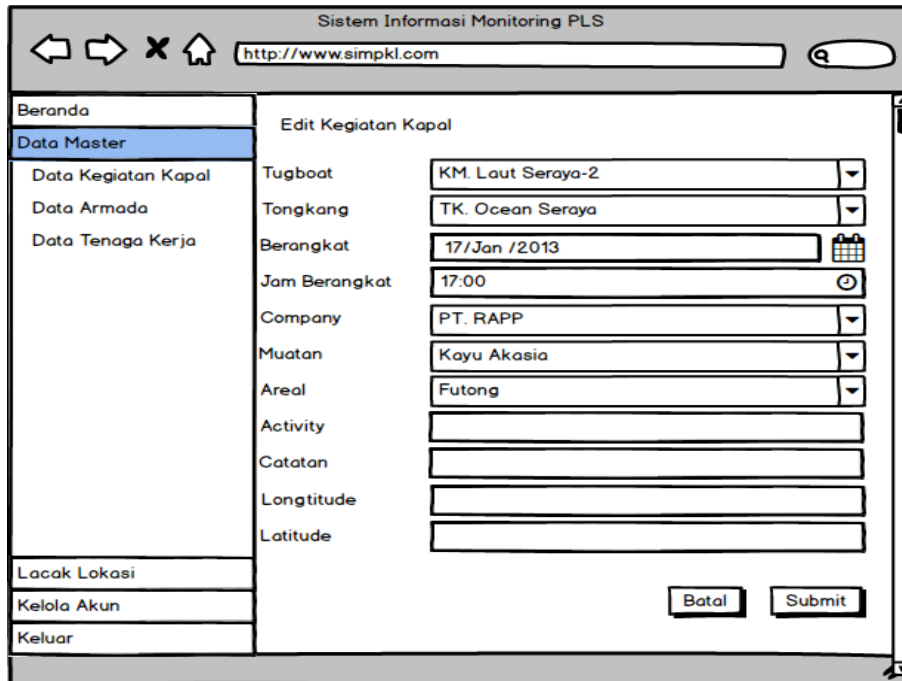 Sistem Informasi Monitoring PLS
http://www.simpkl.com
Beranda
Data Master
Data Kegiatan Kapal
Data Armada
Data Tenaga Kerja
Lacak Lokasi
Kelola Akun
Keluar
Edit Kegiatan Kapal
Tugboat KM. Laut Seraya-2
Tongkang TK. Ocean Seraya
Berangkat 17/Jan /2013
Jam Berangkat 17:00
Company PT. RAPP
Muatan Kayu Akasia
Areal Futong
Activity
Catatan
Longtitude
Latitude
Batal Submit